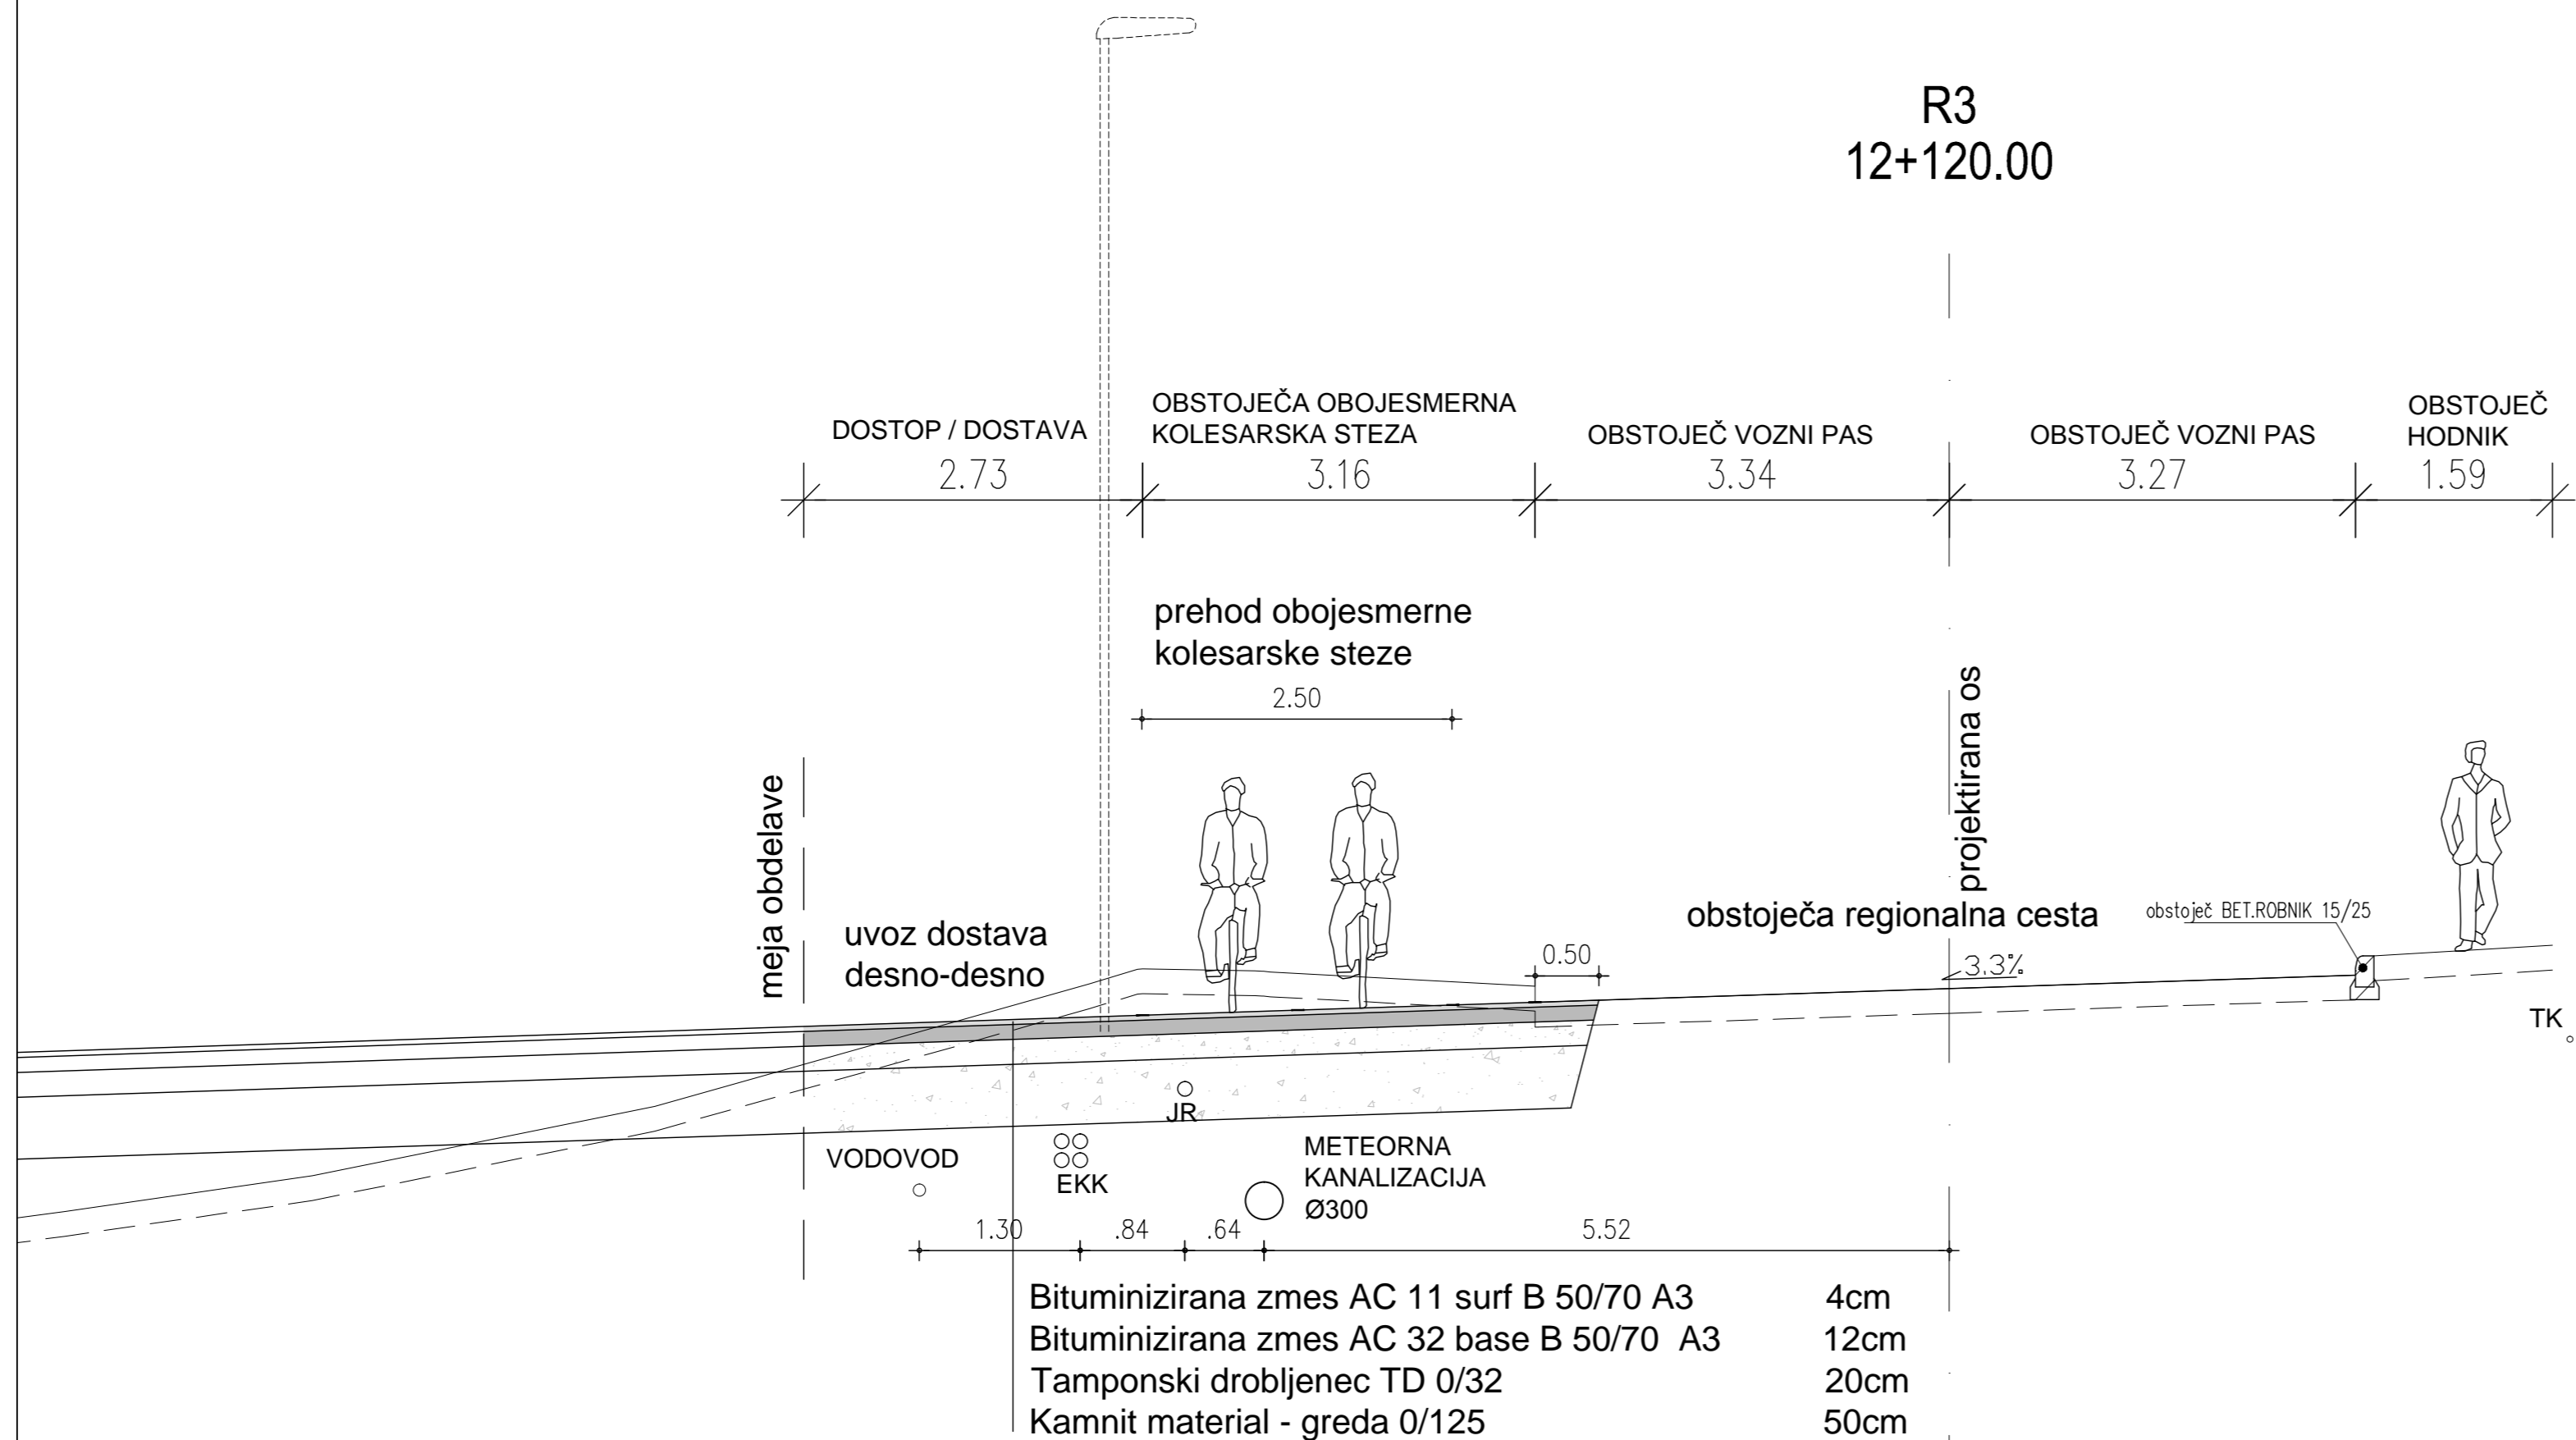 R3
12+120.00
DOSTOP / DOSTAVA
2.73
OBSTOJEČA OBOJESMERNA
KOLESARSKA STEZA
3.16
OBSTOJEČ VOZNI PAS
3.34
OBSTOJEČ VOZNI PAS
3.27
OBSTOJEČ
HODNIK
1.59
prehod obojesmerne
kolesarske steze
2.50
meja obdelave
projektirana os
uvoz dostava
desno-desno
0.50
obstoječa regionalna cesta
3.3%
obstoječ BET.ROBNIK 15/25
TK
JR
VODOVOD
EKK
METEORNA
KANALIZACIJA
Ø300
1.30
.84
.64
5.52
Bituminizirana zmes AC 11 surf B 50/70 A3 4cm
Bituminizirana zmes AC 32 base B 50/70 A3 12cm
Tamponski drobljenec TD 0/32 20cm
Kamnit material - greda 0/125 50cm